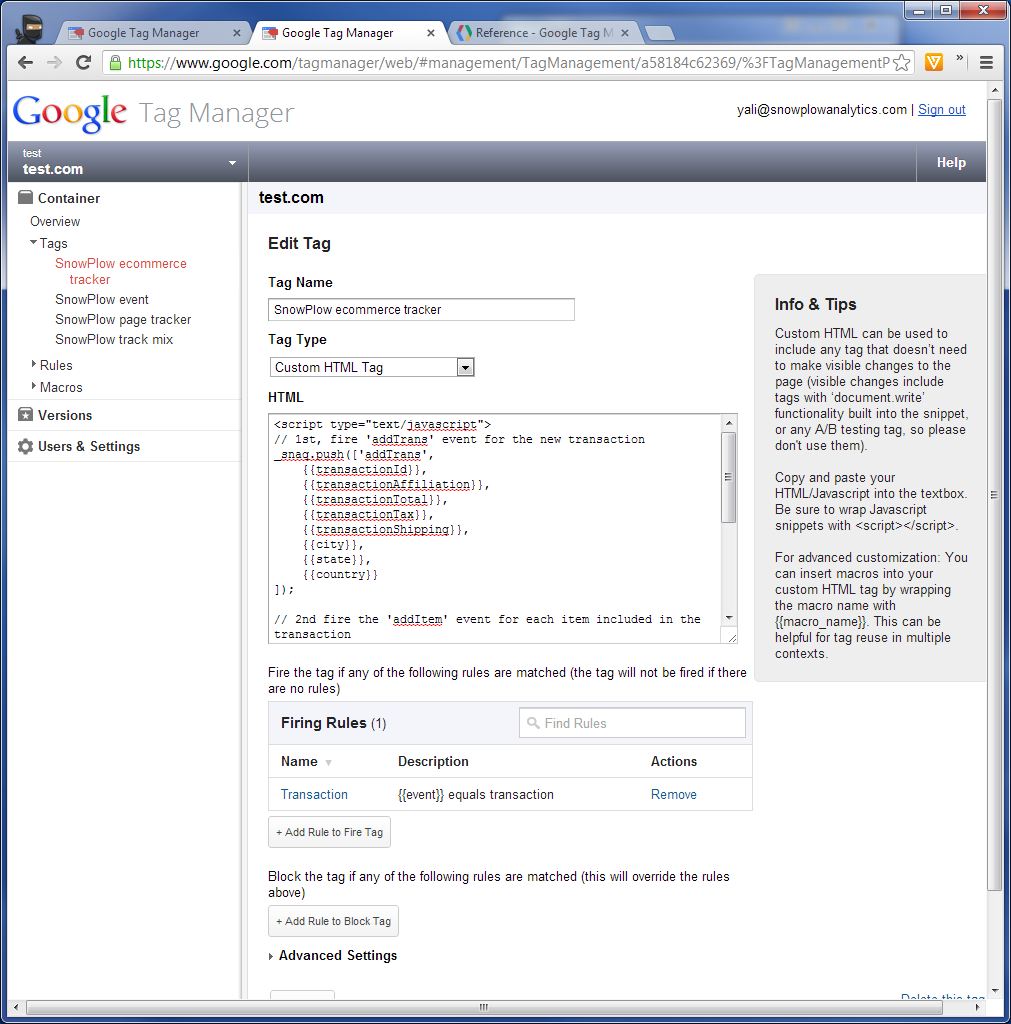 Google Tag Manager
Google Tag Manager
Reference - Google Tag M
https://www.google.com/tagmanager/web/#management/TagManagement/a58184c62369/%3FTagManagementP
Google Tag Manager
yali@snowplowanalytics.com | Sign out
test
test.com
Help
Container
Overview
Tags
SnowPlow ecommerce
tracker
SnowPlow event
SnowPlow page tracker
SnowPlow track mix
Rules
Macros
Versions
Users & Settings
test.com
Edit Tag
Tag Name
SnowPlow ecommerce tracker
Tag Type
Custom HTML Tag
HTML
<script type="text/javascript">
// 1st, fire 'addTrans' event for the new transaction
_snaq.push(['addTrans',
{{transactionId}},
{{transactionAffiliation}},
{{transactionTotal}},
{{transactionTax}},
{{transactionShipping}},
{{city}},
{{state}},
{{country}}
]);
// 2nd fire the 'addItem' event for each item included in the
transaction
Fire the tag if any of the following rules are matched (the tag will not be fired if there
are no rules)
Firing Rules (1)
Find Rules
Name Description Actions
Transaction {{event}} equals transaction Remove
+ Add Rule to Fire Tag
Block the tag if any of the following rules are matched (this will override the rules
above)
+ Add Rule to Block Tag
Advanced Settings
Delete this tag
Info & Tips
Custom HTML can be used to
include any tag that doesn't need
to make visible changes to the
page (visible changes include
tags with 'document.write'
functionality built into the snippet,
or any A/B testing tag, so please
don't use them).
Copy and paste your
HTML/Javascript into the textbox.
Be sure to wrap Javascript
snippets with <script></script>.
For advanced customization: You
can insert macros into your
custom HTML tag by wrapping
the macro name with
{{macro_name}}. This can be
helpful for tag reuse in multiple
contexts.